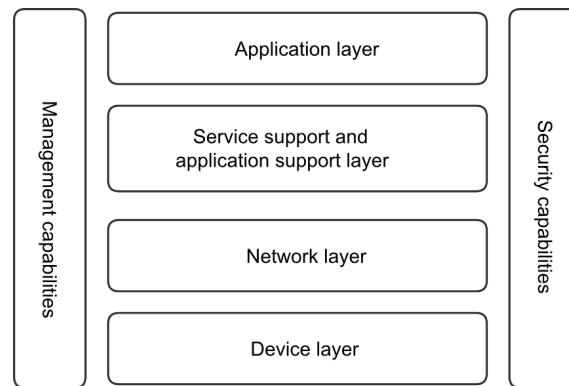 Management capabilities
Application layer
Service support and
application support layer
Network layer
Device layer
Security capabilities